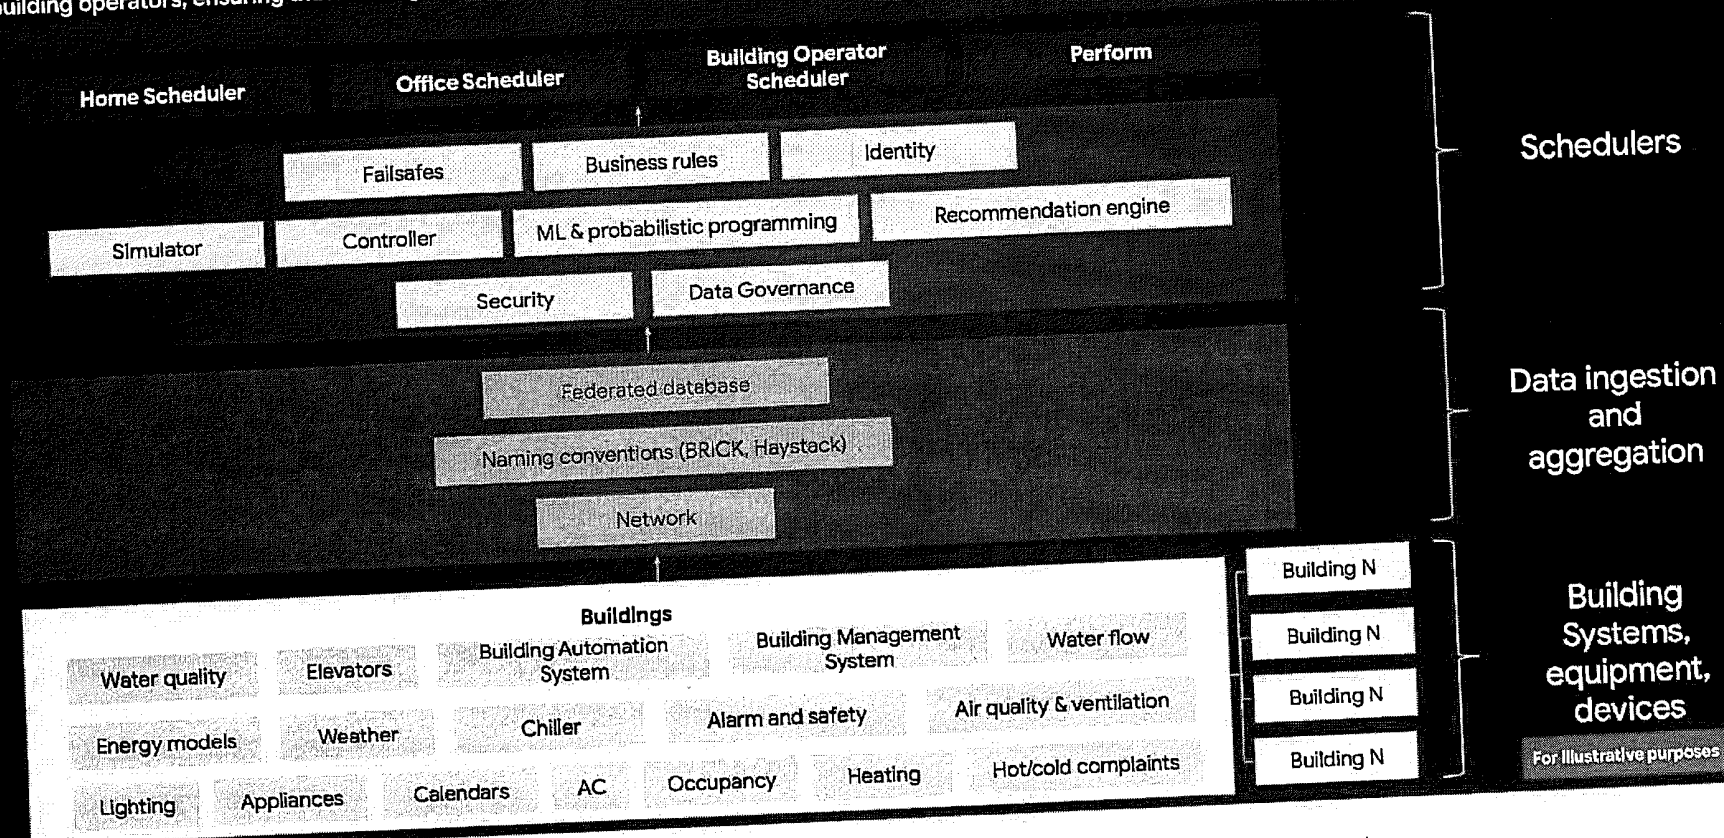 building operators, ensuring
Home Scheduler
Office Scheduler
Building Operator
Scheduler
Perform
Failsafes
Business rules
Identity
Simulator
Controller
ML & probabilistic programming
Recommendation engine
Security
Data Governance
Schedulers
Federated database
Naming conventions (BRICK, Haystack)
Network
Data ingestion
and
aggregation
Buildings
Water quality
Elevators
Building Automation
System
Building Management
System
Water flow
Energy models
Weather
Chiller
Alarm and safety
Air quality & ventilation
Lighting
Appliances
Calendars
AC
Occupancy
Heating
Hot/cold complaints
Building N
Building N
Building N
Building N
Building
Systems,
equipment,
devices
For illustrative purposes